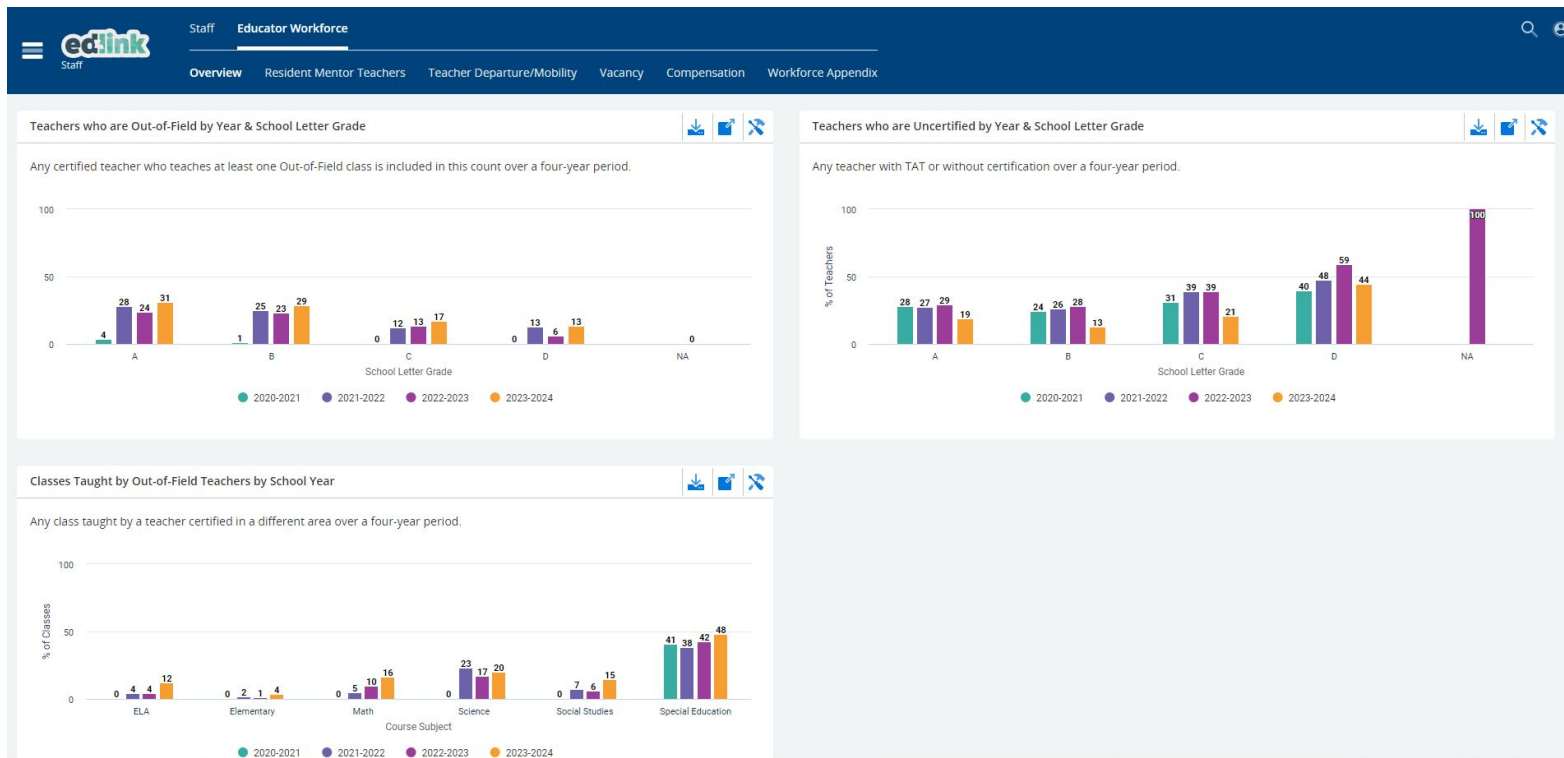 edlink
Staff
Staff Educator Workforce
Overview Resident Mentor Teachers Teacher Departure/Mobility Vacancy Compensation Workforce Appendix
Teachers who are Out-of-Field by Year & School Letter Grade
Any certified teacher who teaches at least one Out-of-Field class is included in this count over a four-year period.
100
50
0
4 28 24 31
1 25 23 29
0 12 13 17
0 13 6 13
0
A B C D NA
School Letter Grade
2020-2021 2021-2022 2022-2023 2023-2024
Teachers who are Uncertified by Year & School Letter Grade
Any teacher with TAT or without certification over a four-year period.
% of Teachers
100
50
0
28 27 29 19
24 26 28 13
31 39 39 21
40 48 59 44
100
A B C D NA
School Letter Grade
2020-2021 2021-2022 2022-2023 2023-2024
Classes Taught by Out-of-Field Teachers by School Year
Any class taught by a teacher certified in a different area over a four-year period.
% of Classes
100
50
0
0 4 4 12
0 2 1 4
0 5 10 16
0 23 17 20
0 7 6 15
41 38 42 48
ELA Elementary Math Science Social Studies Special Education
Course Subject
2020-2021 2021-2022 2022-2023 2023-2024